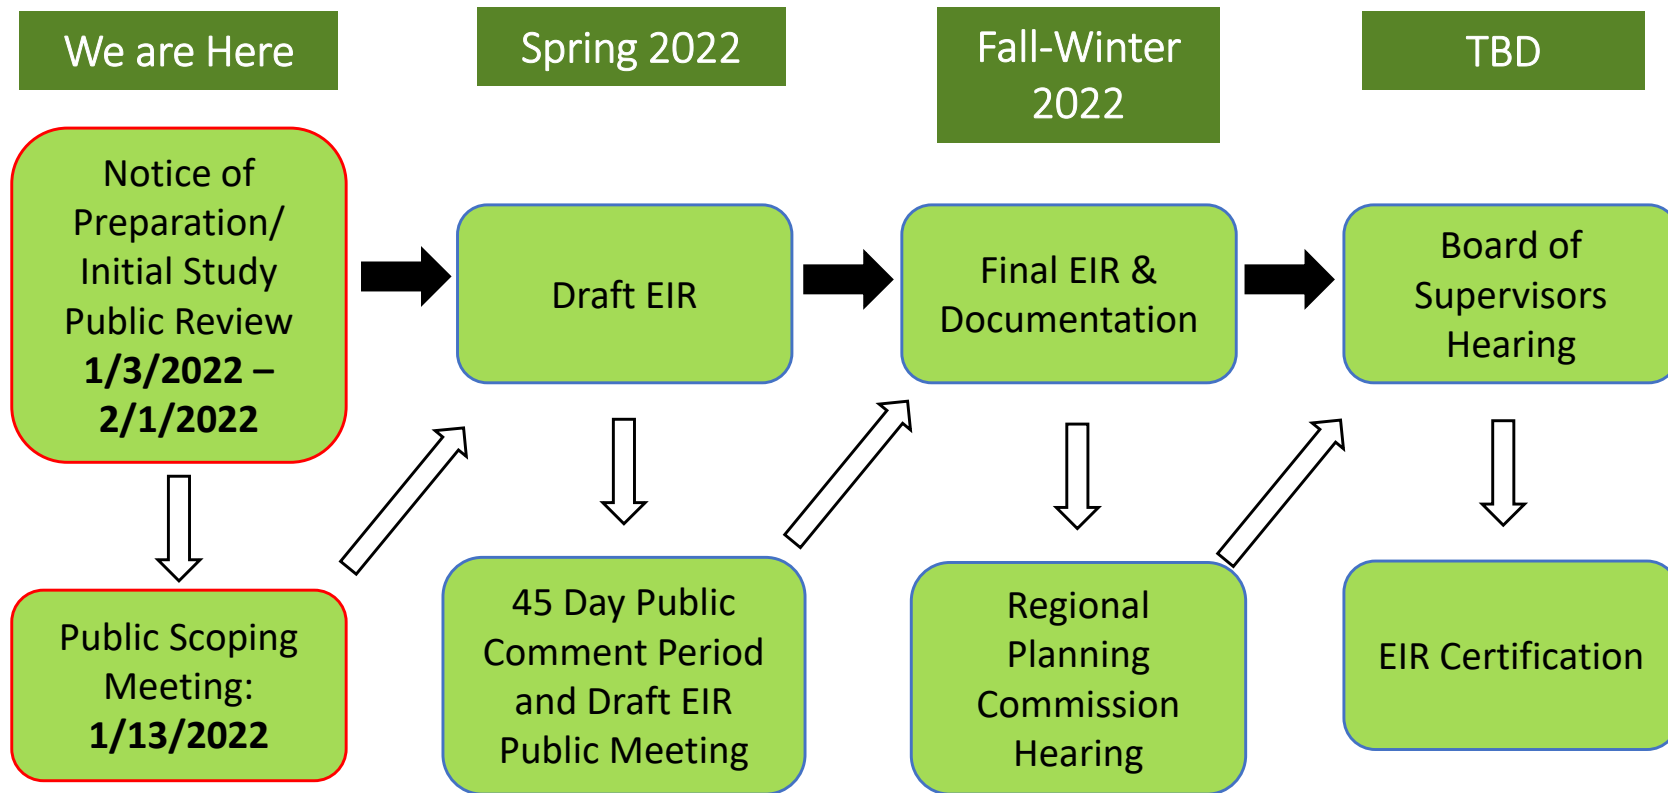 We are Here
Spring 2022
Fall-Winter
2022
TBD
Notice of
Preparation/
Initial Study
Public Review
1/3/2022 –
2/1/2022
Draft EIR
Final EIR &
Documentation
Board of
Supervisors
Hearing
Public Scoping
Meeting:
1/13/2022
45 Day Public
Comment Period
and Draft EIR
Public Meeting
Regional
Planning
Commission
Hearing
EIR Certification